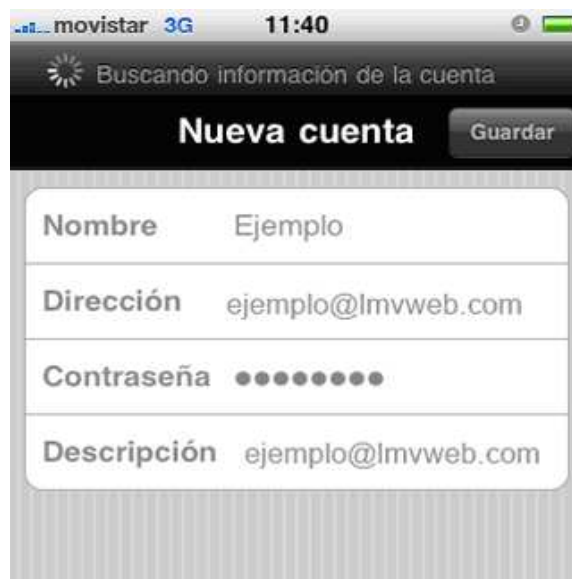 movistar 3G 11:40
Buscando información de la cuenta
Nueva cuenta Guardar
Nombre Ejemplo
Dirección ejemplo@lmvweb.com
Contraseña ●●●●●●●●
Descripción ejemplo@lmvweb.com